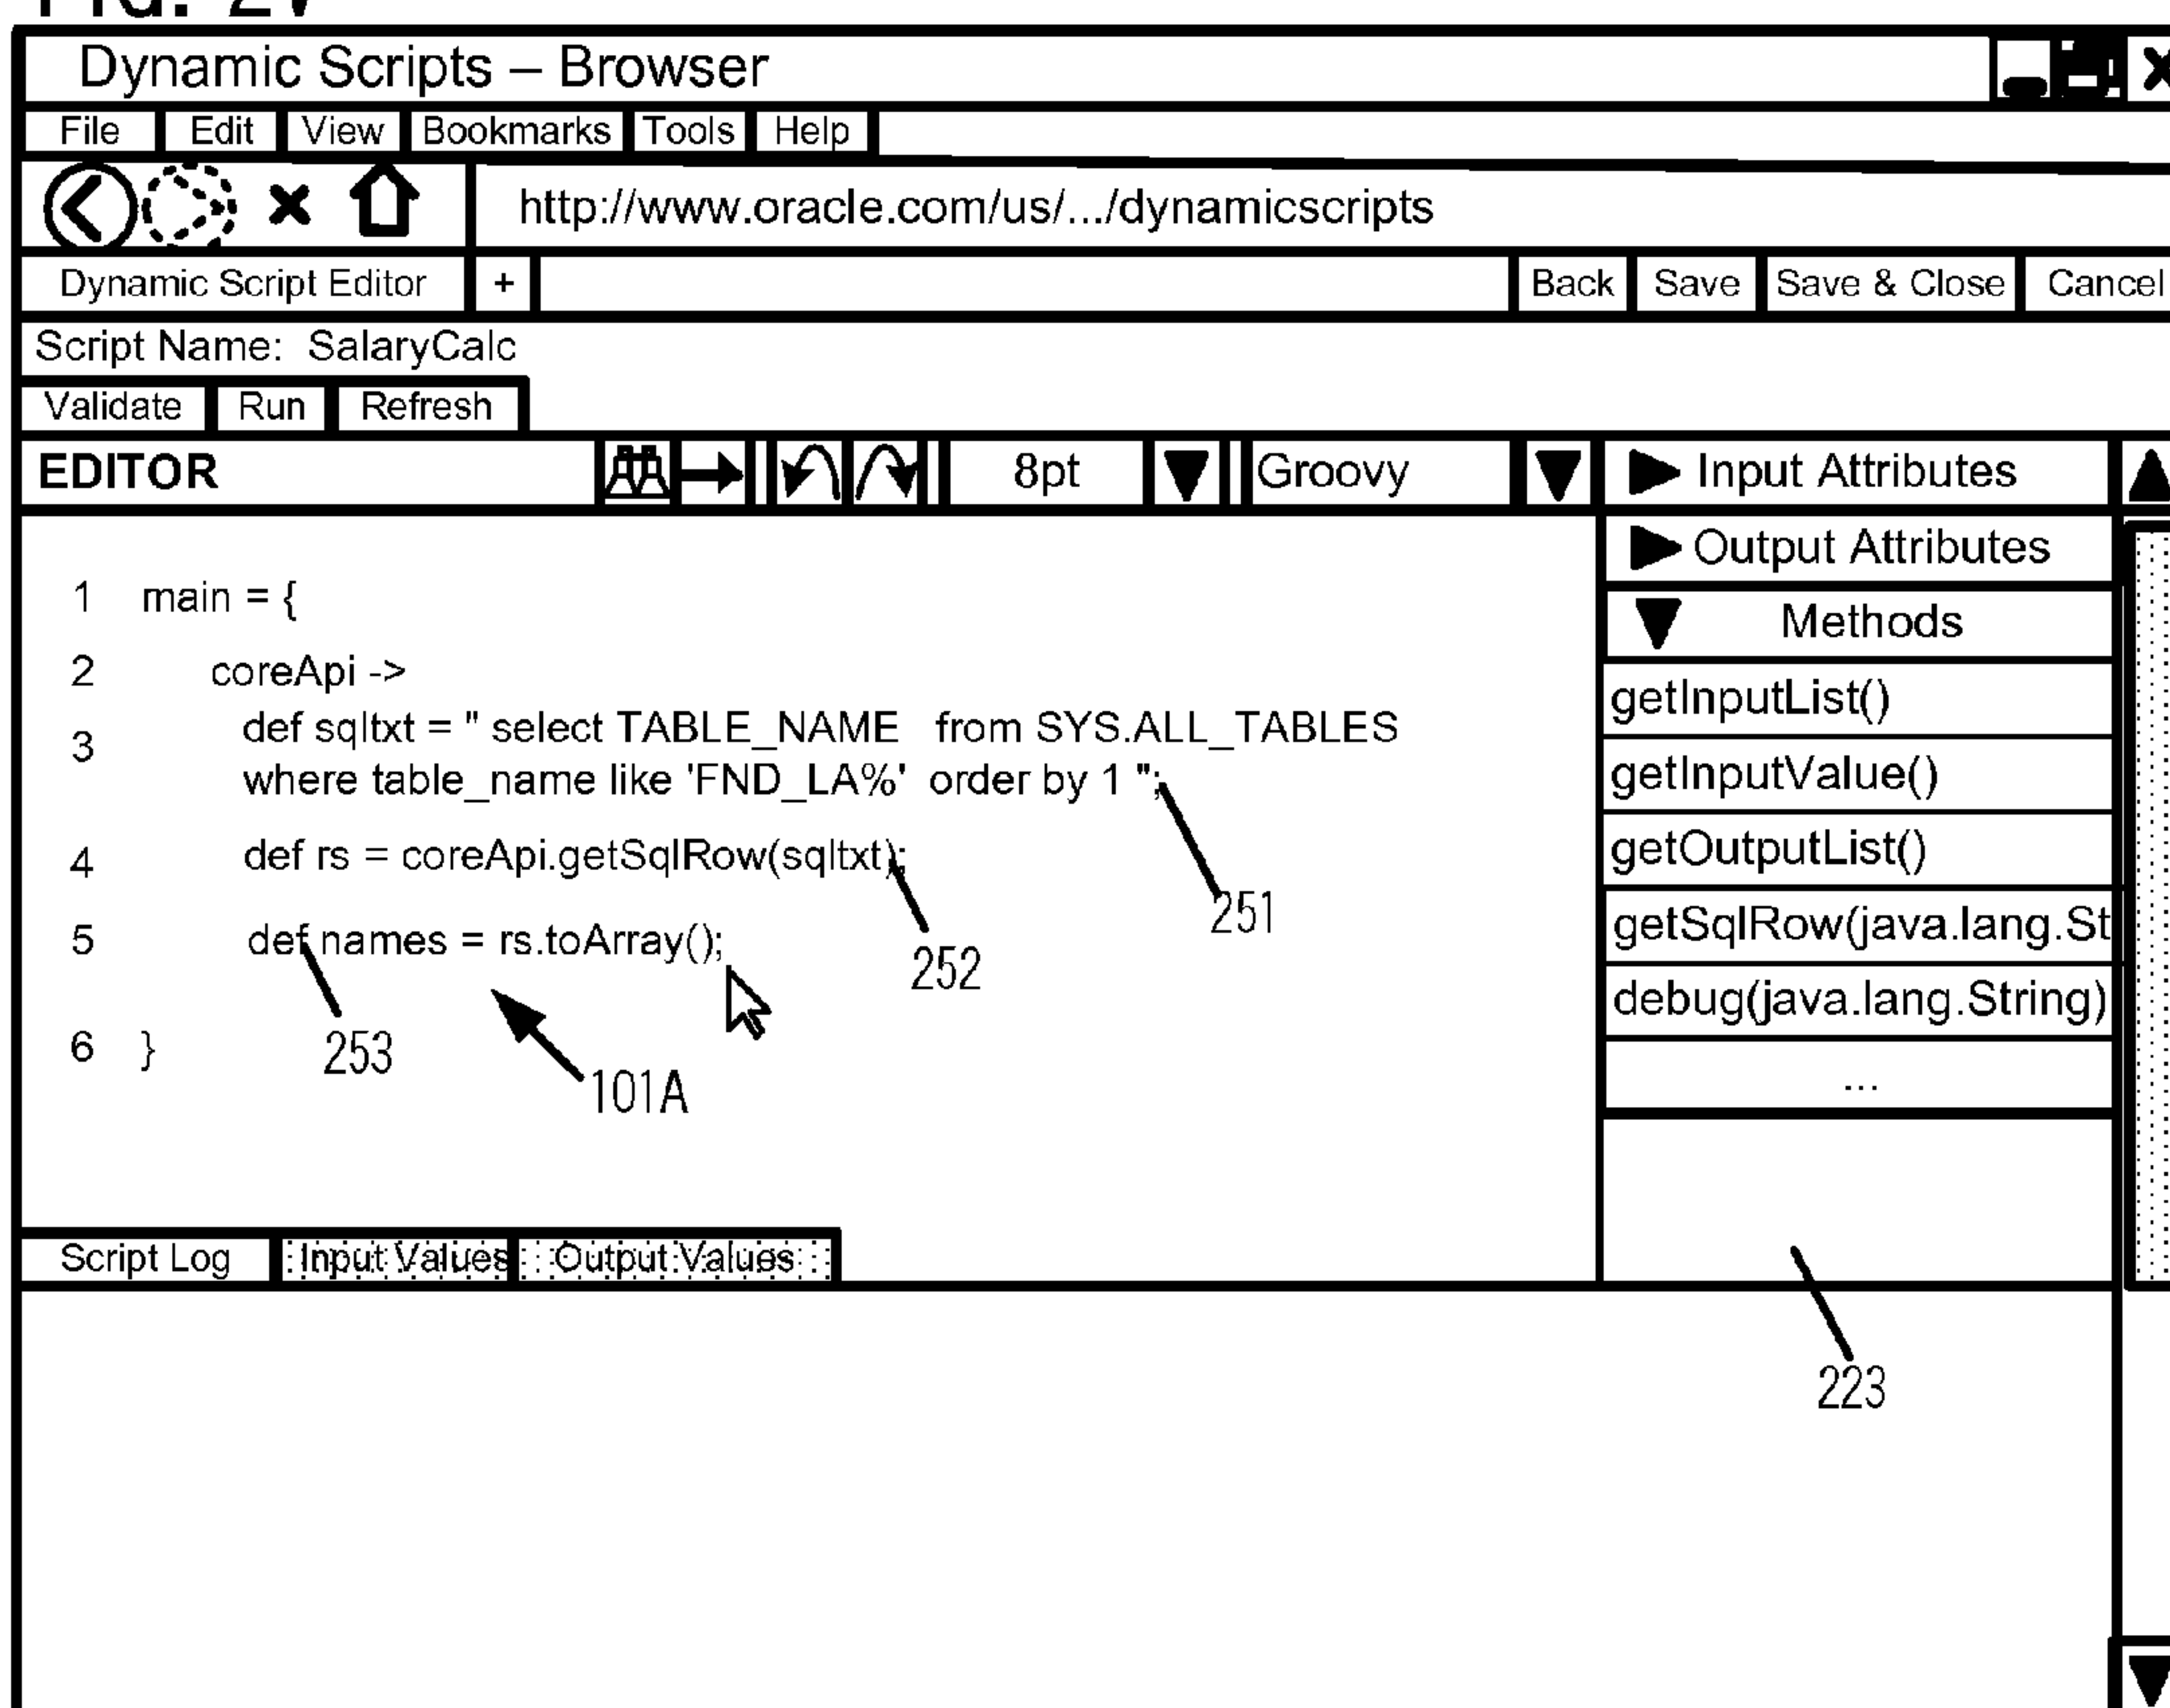 Dynamic Scripts – Browser
File Edit View Bookmarks Tools Help
http://www.oracle.com/us/.../dynamicscripts
Dynamic Script Editor + Back Save Save & Close Cancel
Script Name: SalaryCalc
Validate Run Refresh
EDITOR 8pt Groovy
1 main = {
2 coreApi ->
3 def sqltxt = " select TABLE_NAME from SYS.ALL_TABLES
where table_name like 'FND_LA%' order by 1 ";
251
4 def rs = coreApi.getSqlRow(sqltxt);
252
5 def names = rs.toArray();
253
101A
6 }
Input Attributes
Output Attributes
Methods
getInputList()
getInputValue()
getOutputList()
getSqlRow(java.lang.St
debug(java.lang.String)
...
223
Script Log Input Values Output Values